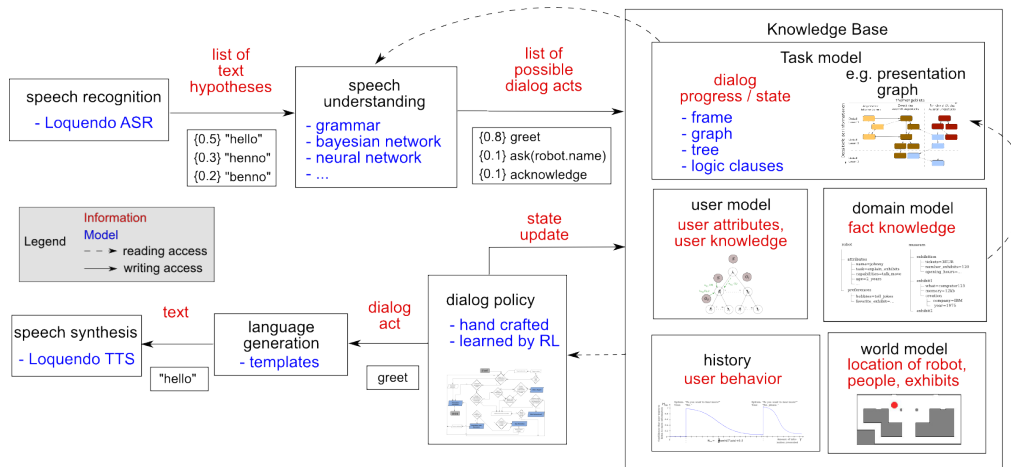 Knowledge Base
Task model
list of
text
hypotheses
list of
possible
dialog acts
dialog
progress / state
- frame
- graph
- tree
- logic clauses
e.g. presentation
graph
speech recognition
- Loquendo ASR
{0.5} "hello"
{0.3} "henno"
{0.2} "benno"
speech
understanding
- grammar
- bayesian network
- neural network
- ...
{0.8} greet
{0.1} ask(robot.name)
{0.1} acknowledge
user model
user attributes,
user knowledge
domain model
fact knowledge
Legend
Information
Model
reading access
writing access
state
update
dialog policy
- hand crafted
- learned by RL
dialog
act
greet
language
generation
- templates
text
"hello"
speech synthesis
- Loquendo TTS
history
user behavior
world model
location of robot,
people, exhibits